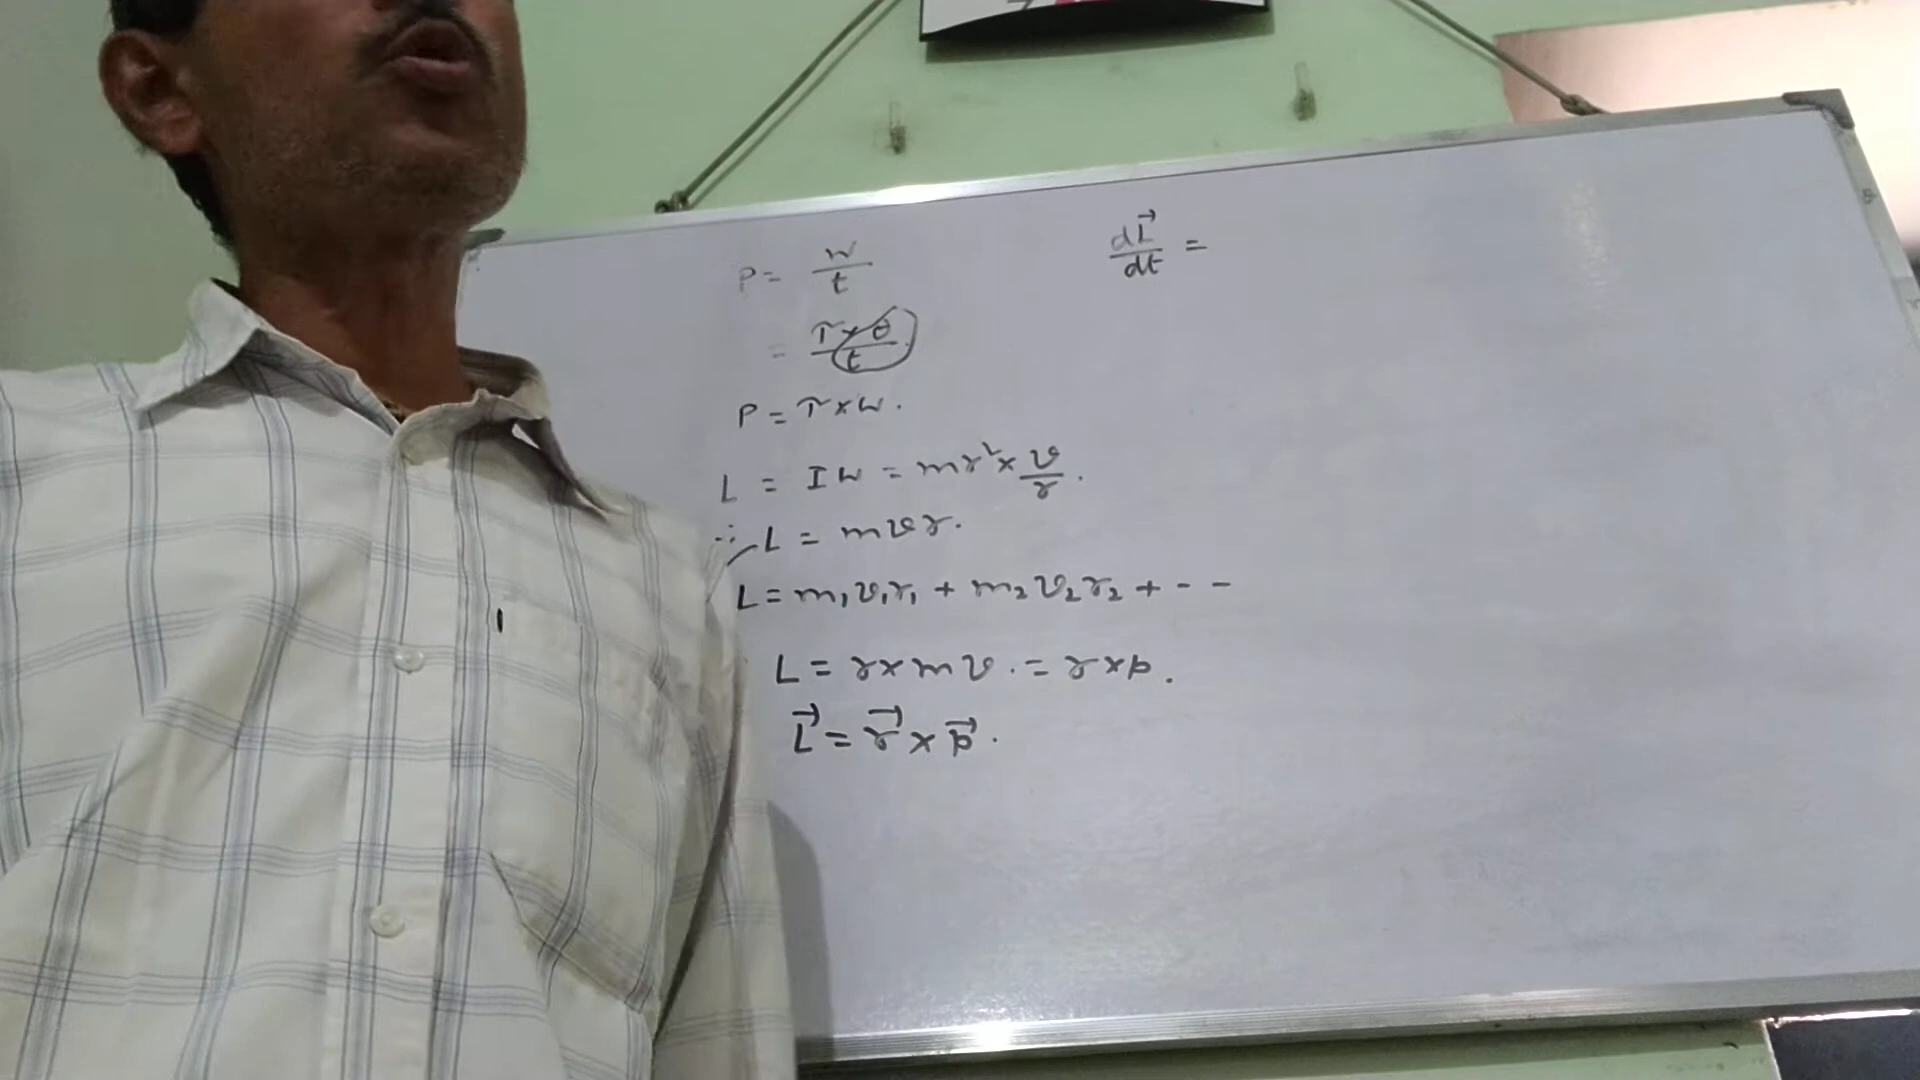 P = W/t
= τ × θ/t
P = τ × ω.
L = Iω = mr² × v/r.
∴ L = mvr.
L = m₁v₁r₁ + m₂v₂r₂ + - -
L = r × mv. = r × p.
L⃗ = r⃗ × p⃗.
dL⃗/dt =